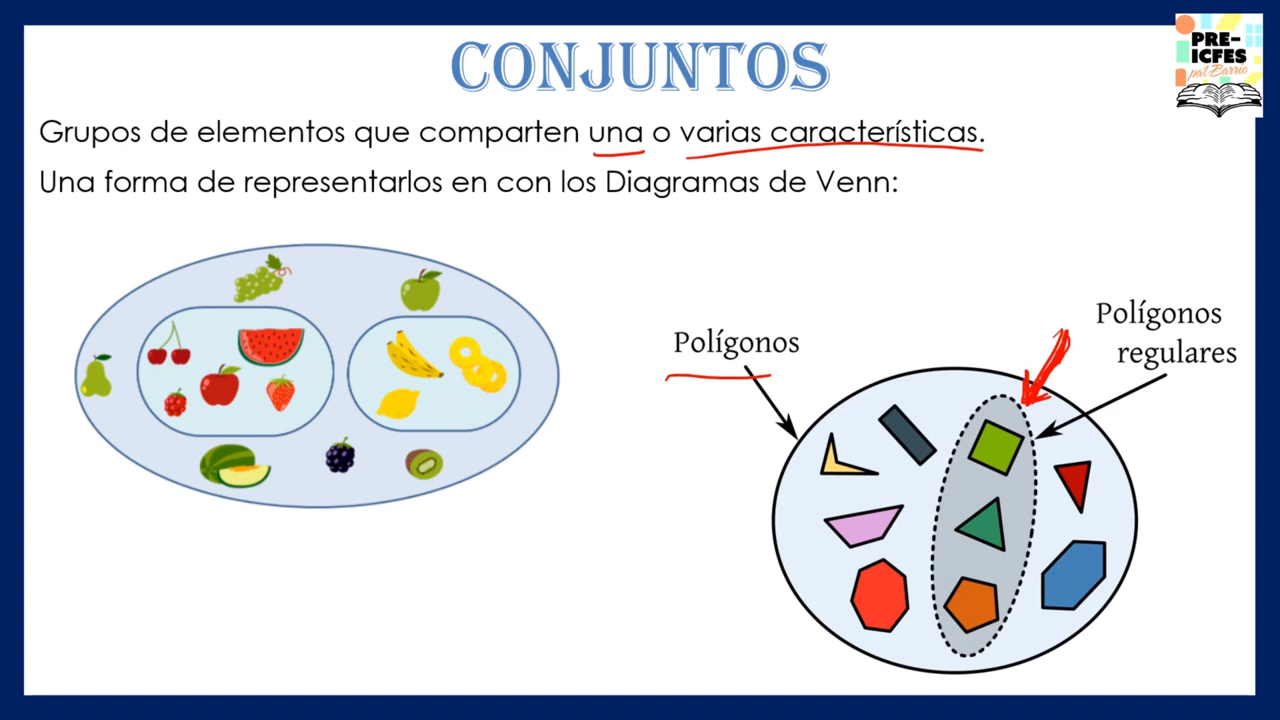 CONJUNTOS
PRE-
ICFES
pal Barrio
Grupos de elementos que comparten una o varias características.
Una forma de representarlos en con los Diagramas de Venn:
Polígonos
Polígonos
regulares